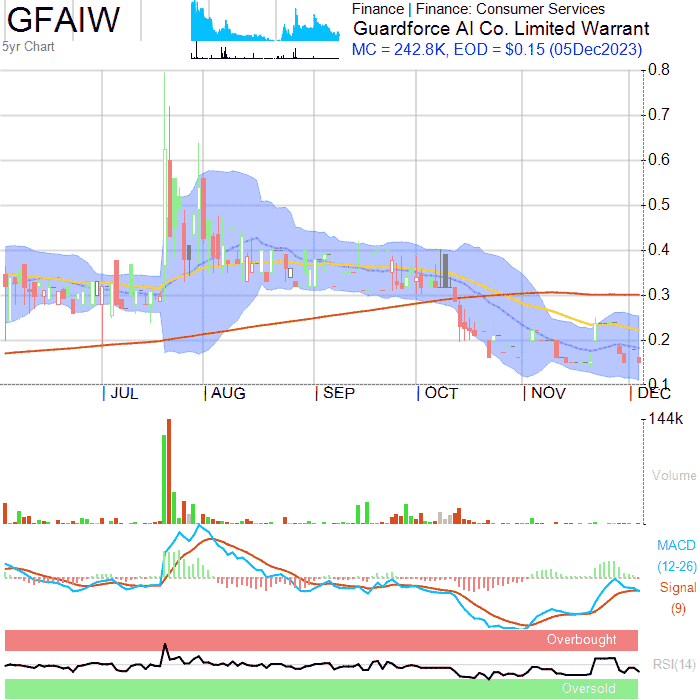 GFAIW
5yr Chart
Finance | Finance: Consumer Services
Guardforce AI Co. Limited Warrant
MC = 242.8K, EOD = $0.15 (05Dec2023)
0.8
0.7
0.6
0.5
0.4
0.3
0.2
0.1
JUL AUG SEP OCT NOV DEC
144k
Volume
MACD
(12-26)
Signal
(9)
Overbought
RSI(14)
Oversold